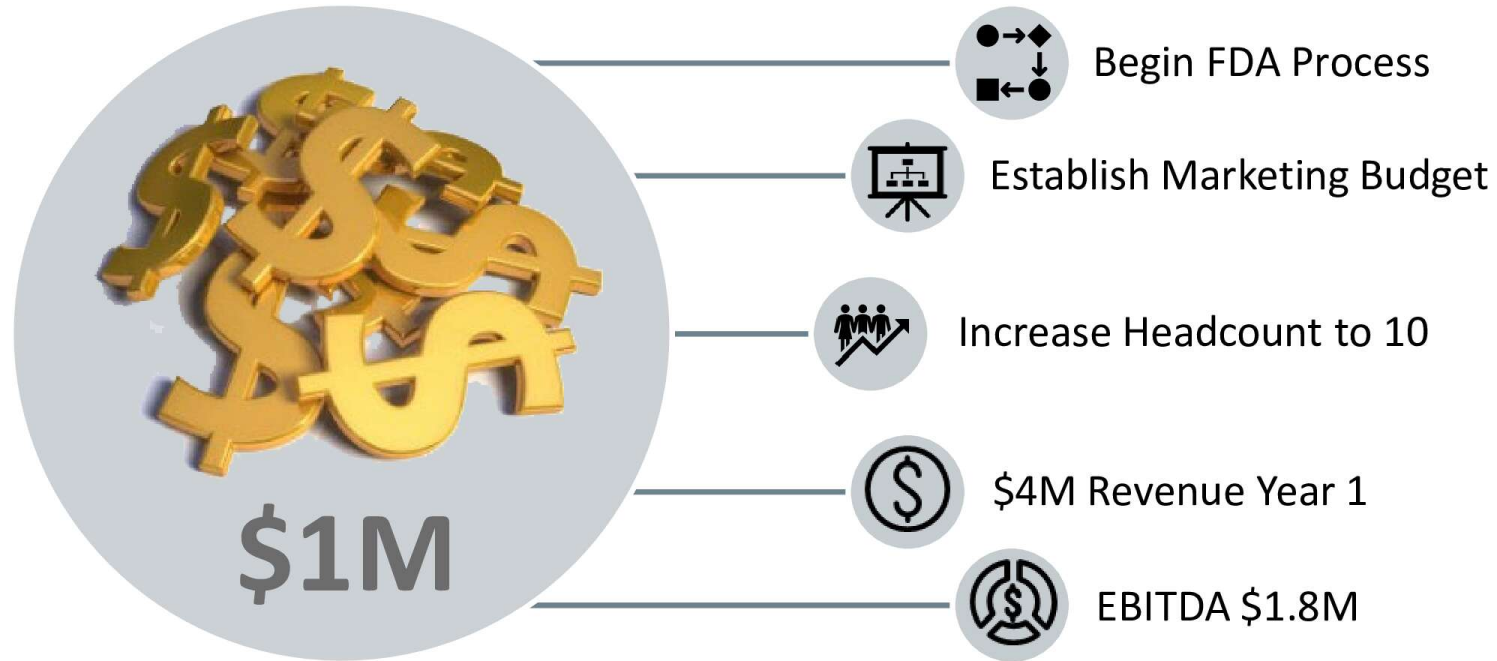 Begin FDA Process
Establish Marketing Budget
Increase Headcount to 10
$4M Revenue Year 1
$1M
EBITDA $1.8M